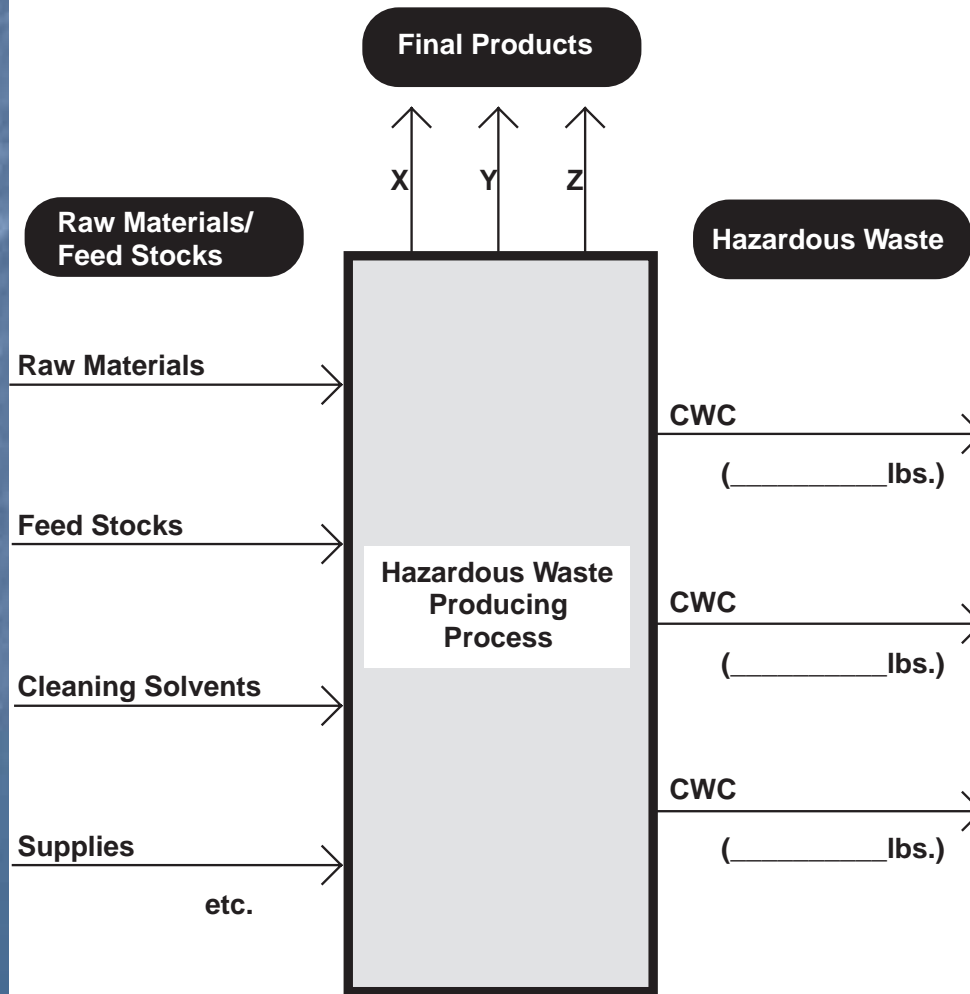 Final Products
X Y Z
Raw Materials/
Feed Stocks
Hazardous Waste
Raw Materials
CWC
(__________lbs.)
Feed Stocks
Hazardous Waste
Producing
Process
CWC
(__________lbs.)
Cleaning Solvents
CWC
(__________lbs.)
Supplies
etc.